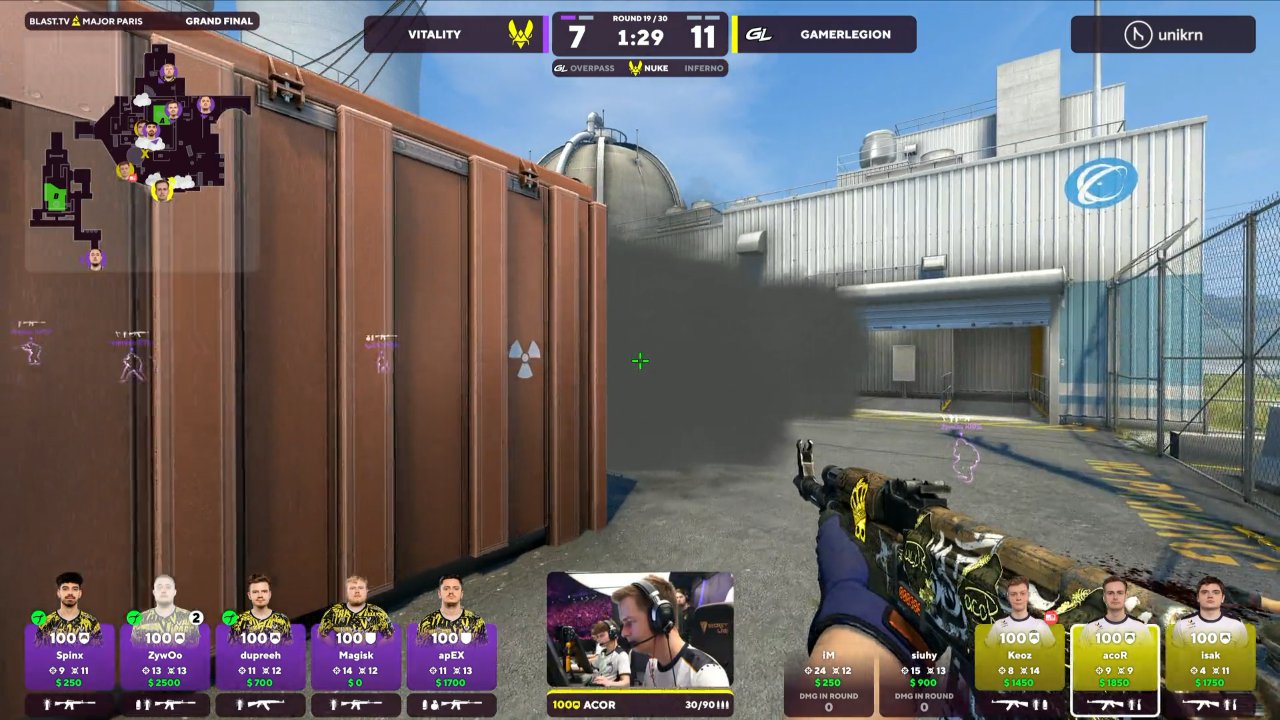 BLAST.TV MAJOR PARIS GRAND FINAL
VITALITY 7 ROUND 19 / 30 1:29 11 GL GAMERLEGION
unikrn
GL OVERPASS NUKE INFERNO
A
X
B
100 100 100 100 100
2
Spinx ZywOo dupreeh Magisk apEX
9 11 13 13 11 12 14 12 11 13
$250 $2500 $700 $0 $1700
100 ACOR 30/90
iM siuhy
24 12 15 13
$250 $900
DMG IN ROUND DMG IN ROUND
0 0
100 100 100
Keoz acoR isak
8 14 9 9 4 11
$1450 $1850 $1750